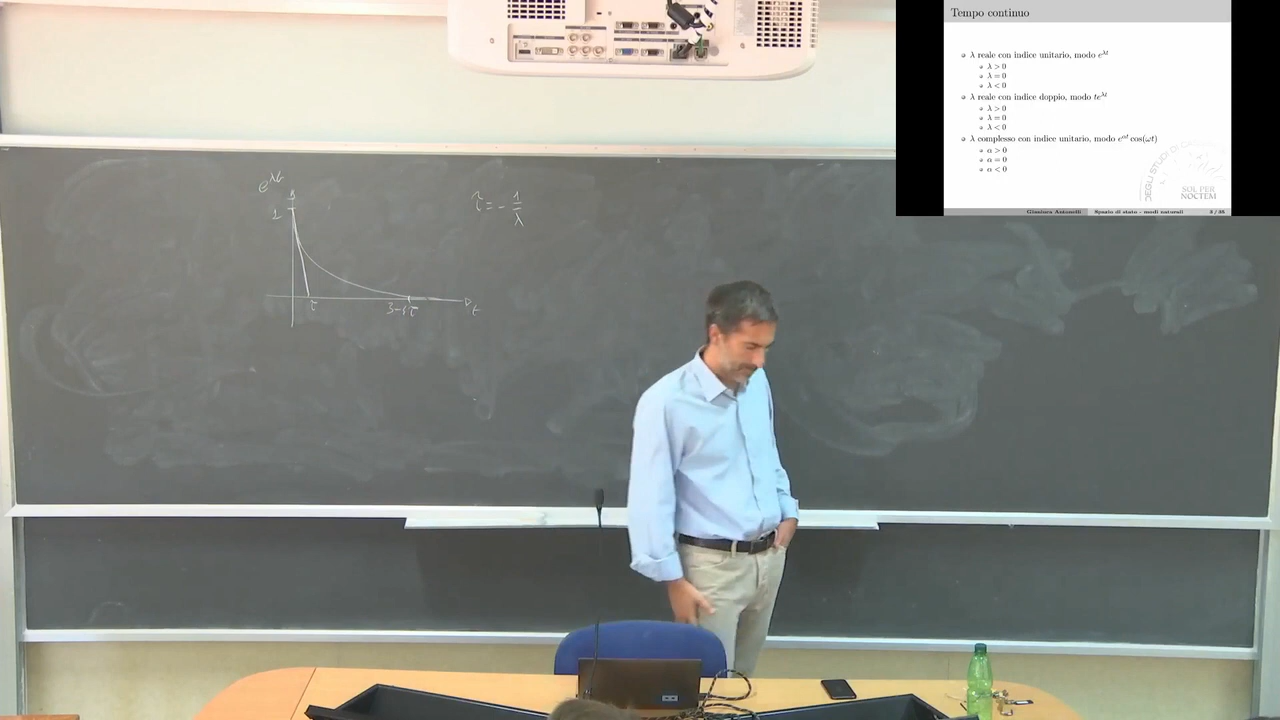 e^λt
1
τ = - 1/λ
τ
t
Tempo continuo
λ reale con indice unitario, modo e^λt
λ > 0
λ = 0
λ < 0
λ reale con indice doppio, modo te^λt
λ > 0
λ = 0
λ < 0
λ complesso con indice unitario, modo e^αt cos(ωt)
α > 0
α = 0
α < 0
SOL PER
NOCTEM
Gianluca Antonelli Spazio di stato - modi naturali